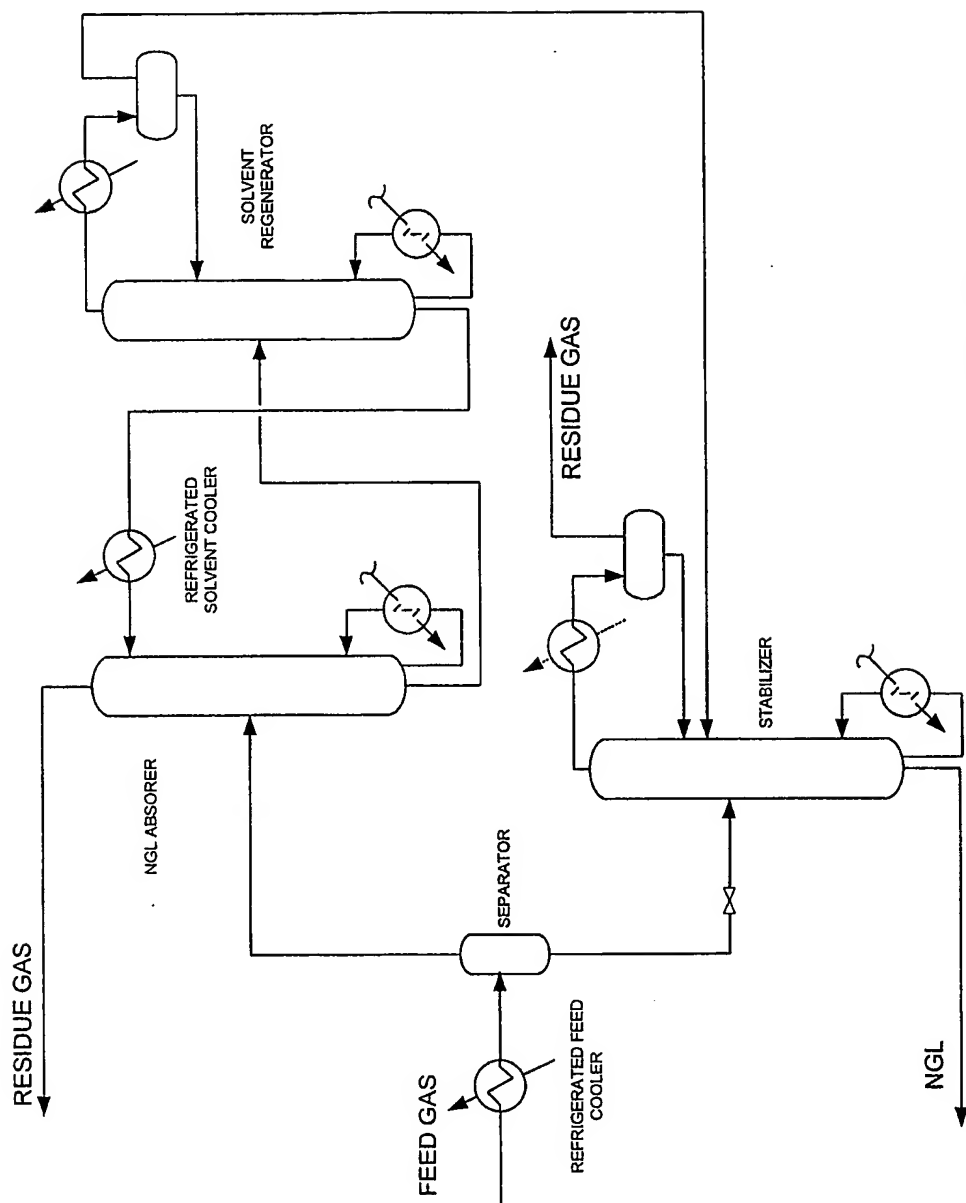 SOLVENT
REGENERATOR
REFRIGERATED
SOLVENT COOLER
RESIDUE GAS
NGL ABSORER
STABILIZER
RESIDUE GAS
SEPARATOR
FEED GAS
REFRIGERATED FEED
COOLER
NGL